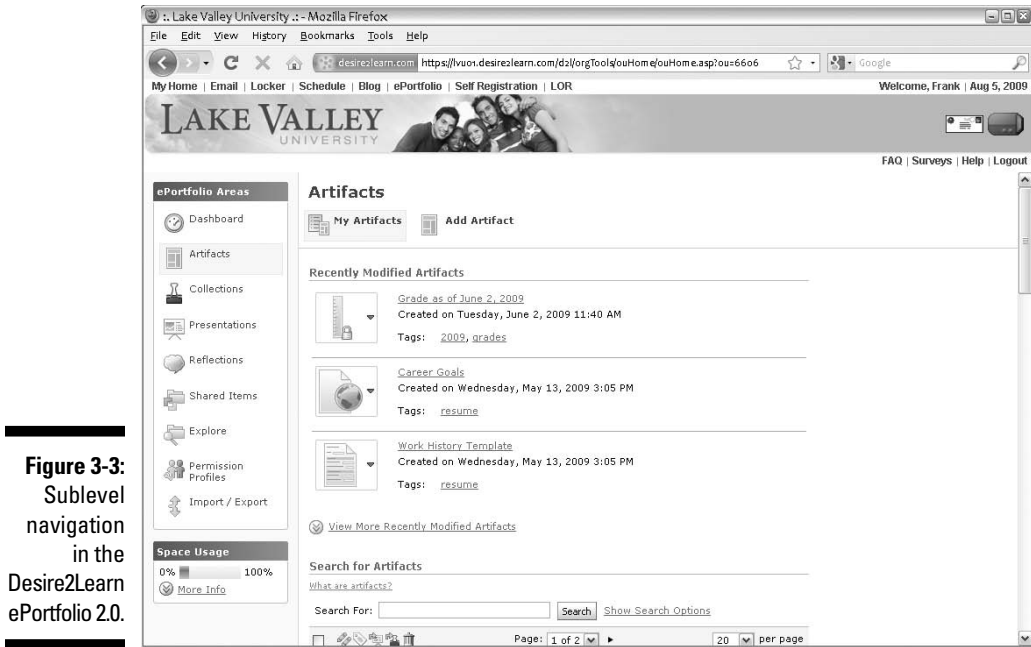 :. Lake Valley University .: - Mozilla Firefox
File Edit View History Bookmarks Tools Help
desire2learn.com https://lvu01.desire2learn.com/d2l/orgTools/ouHome/ouHome.asp?ou=6606
Google
My Home | Email | Locker | Schedule | Blog | ePortfolio | Self Registration | LOR
Welcome, Frank | Aug 5, 2009
LAKE VALLEY
UNIVERSITY
FAQ | Surveys | Help | Logout
ePortfolio Areas
Dashboard
Artifacts
Collections
Presentations
Reflections
Shared Items
Explore
Permission
Profiles
Import / Export
Space Usage
0% 100%
More Info
Artifacts
My Artifacts Add Artifact
Recently Modified Artifacts
Grade as of June 2, 2009
Created on Tuesday, June 2, 2009 11:40 AM
Tags: 2009, grades
Career Goals
Created on Wednesday, May 13, 2009 3:05 PM
Tags: resume
Work History Template
Created on Wednesday, May 13, 2009 3:05 PM
Tags: resume
View More Recently Modified Artifacts
Search for Artifacts
What are artifacts?
Search For: Search Show Search Options
Page: 1 of 2 20 per page
Figure 3-3:
Sublevel
navigation
in the
Desire2Learn
ePortfolio 2.0.